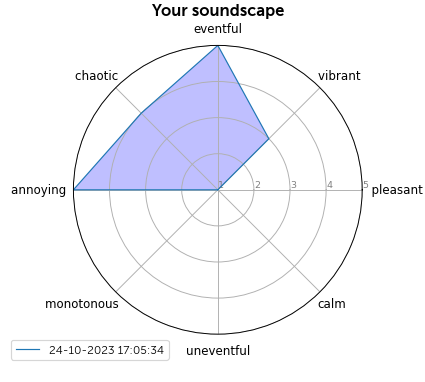 Your soundscape
eventful
chaotic
vibrant
annoying
1 2 3 4 5
pleasant
monotonous
calm
uneventful
24-10-2023 17:05:34